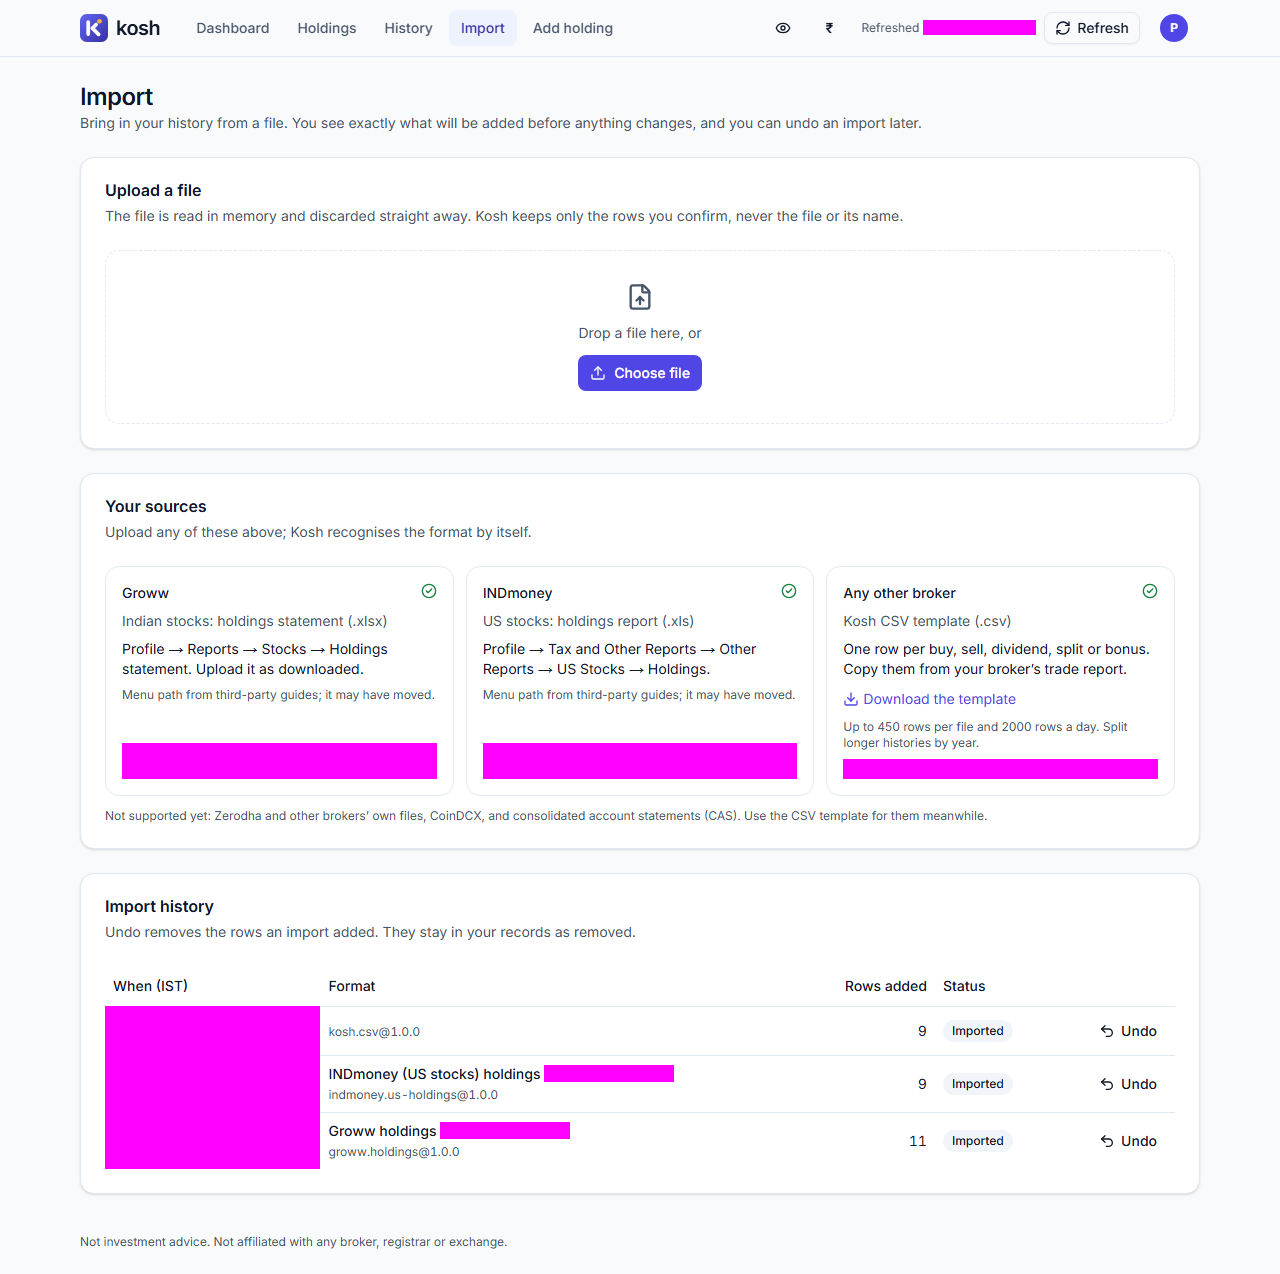 kosh
Dashboard
Holdings
History
Import
Add holding
₹
Refreshed
Refresh
P
Import
Bring in your history from a file. You see exactly what will be added before anything changes, and you can undo an import later.
Upload a file
The file is read in memory and discarded straight away. Kosh keeps only the rows you confirm, never the file or its name.
Drop a file here, or
Choose file
Your sources
Upload any of these above; Kosh recognises the format by itself.
Groww
Indian stocks: holdings statement (.xlsx)
Profile → Reports → Stocks → Holdings
statement. Upload it as downloaded.
Menu path from third-party guides; it may have moved.
INDmoney
US stocks: holdings report (.xls)
Profile → Tax and Other Reports → Other
Reports → US Stocks → Holdings.
Menu path from third-party guides; it may have moved.
Any other broker
Kosh CSV template (.csv)
One row per buy, sell, dividend, split or bonus.
Copy them from your broker’s trade report.
Download the template
Up to 450 rows per file and 2000 rows a day. Split
longer histories by year.
Not supported yet: Zerodha and other brokers’ own files, CoinDCX, and consolidated account statements (CAS). Use the CSV template for them meanwhile.
Import history
Undo removes the rows an import added. They stay in your records as removed.
When (IST) Format Rows added Status
kosh.csv@1.0.0 9 Imported Undo
INDmoney (US stocks) holdings
indmoney.us-holdings@1.0.0
9 Imported Undo
Groww holdings
groww.holdings@1.0.0
11 Imported Undo
Not investment advice. Not affiliated with any broker, registrar or exchange.